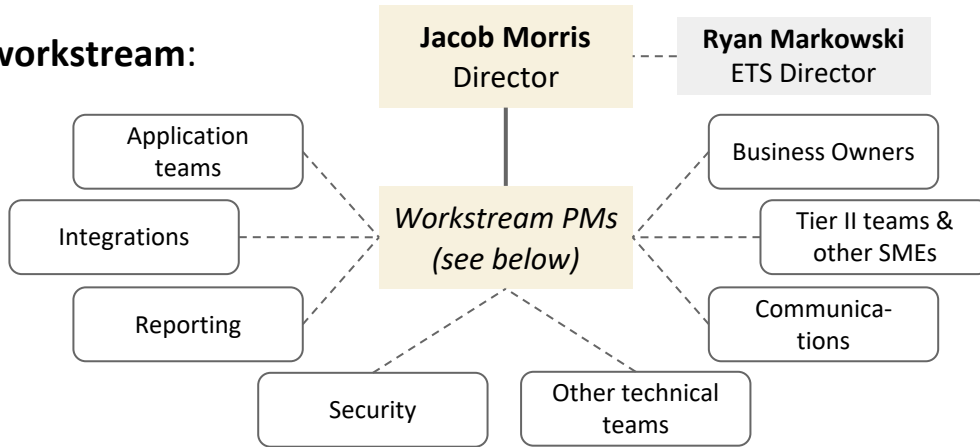 workstream:
Jacob Morris
Director
Ryan Markowski
ETS Director
Application
teams
Business Owners
Integrations
Workstream PMs
(see below)
Tier II teams &
other SMEs
Reporting
Communica-
tions
Security
Other technical
teams